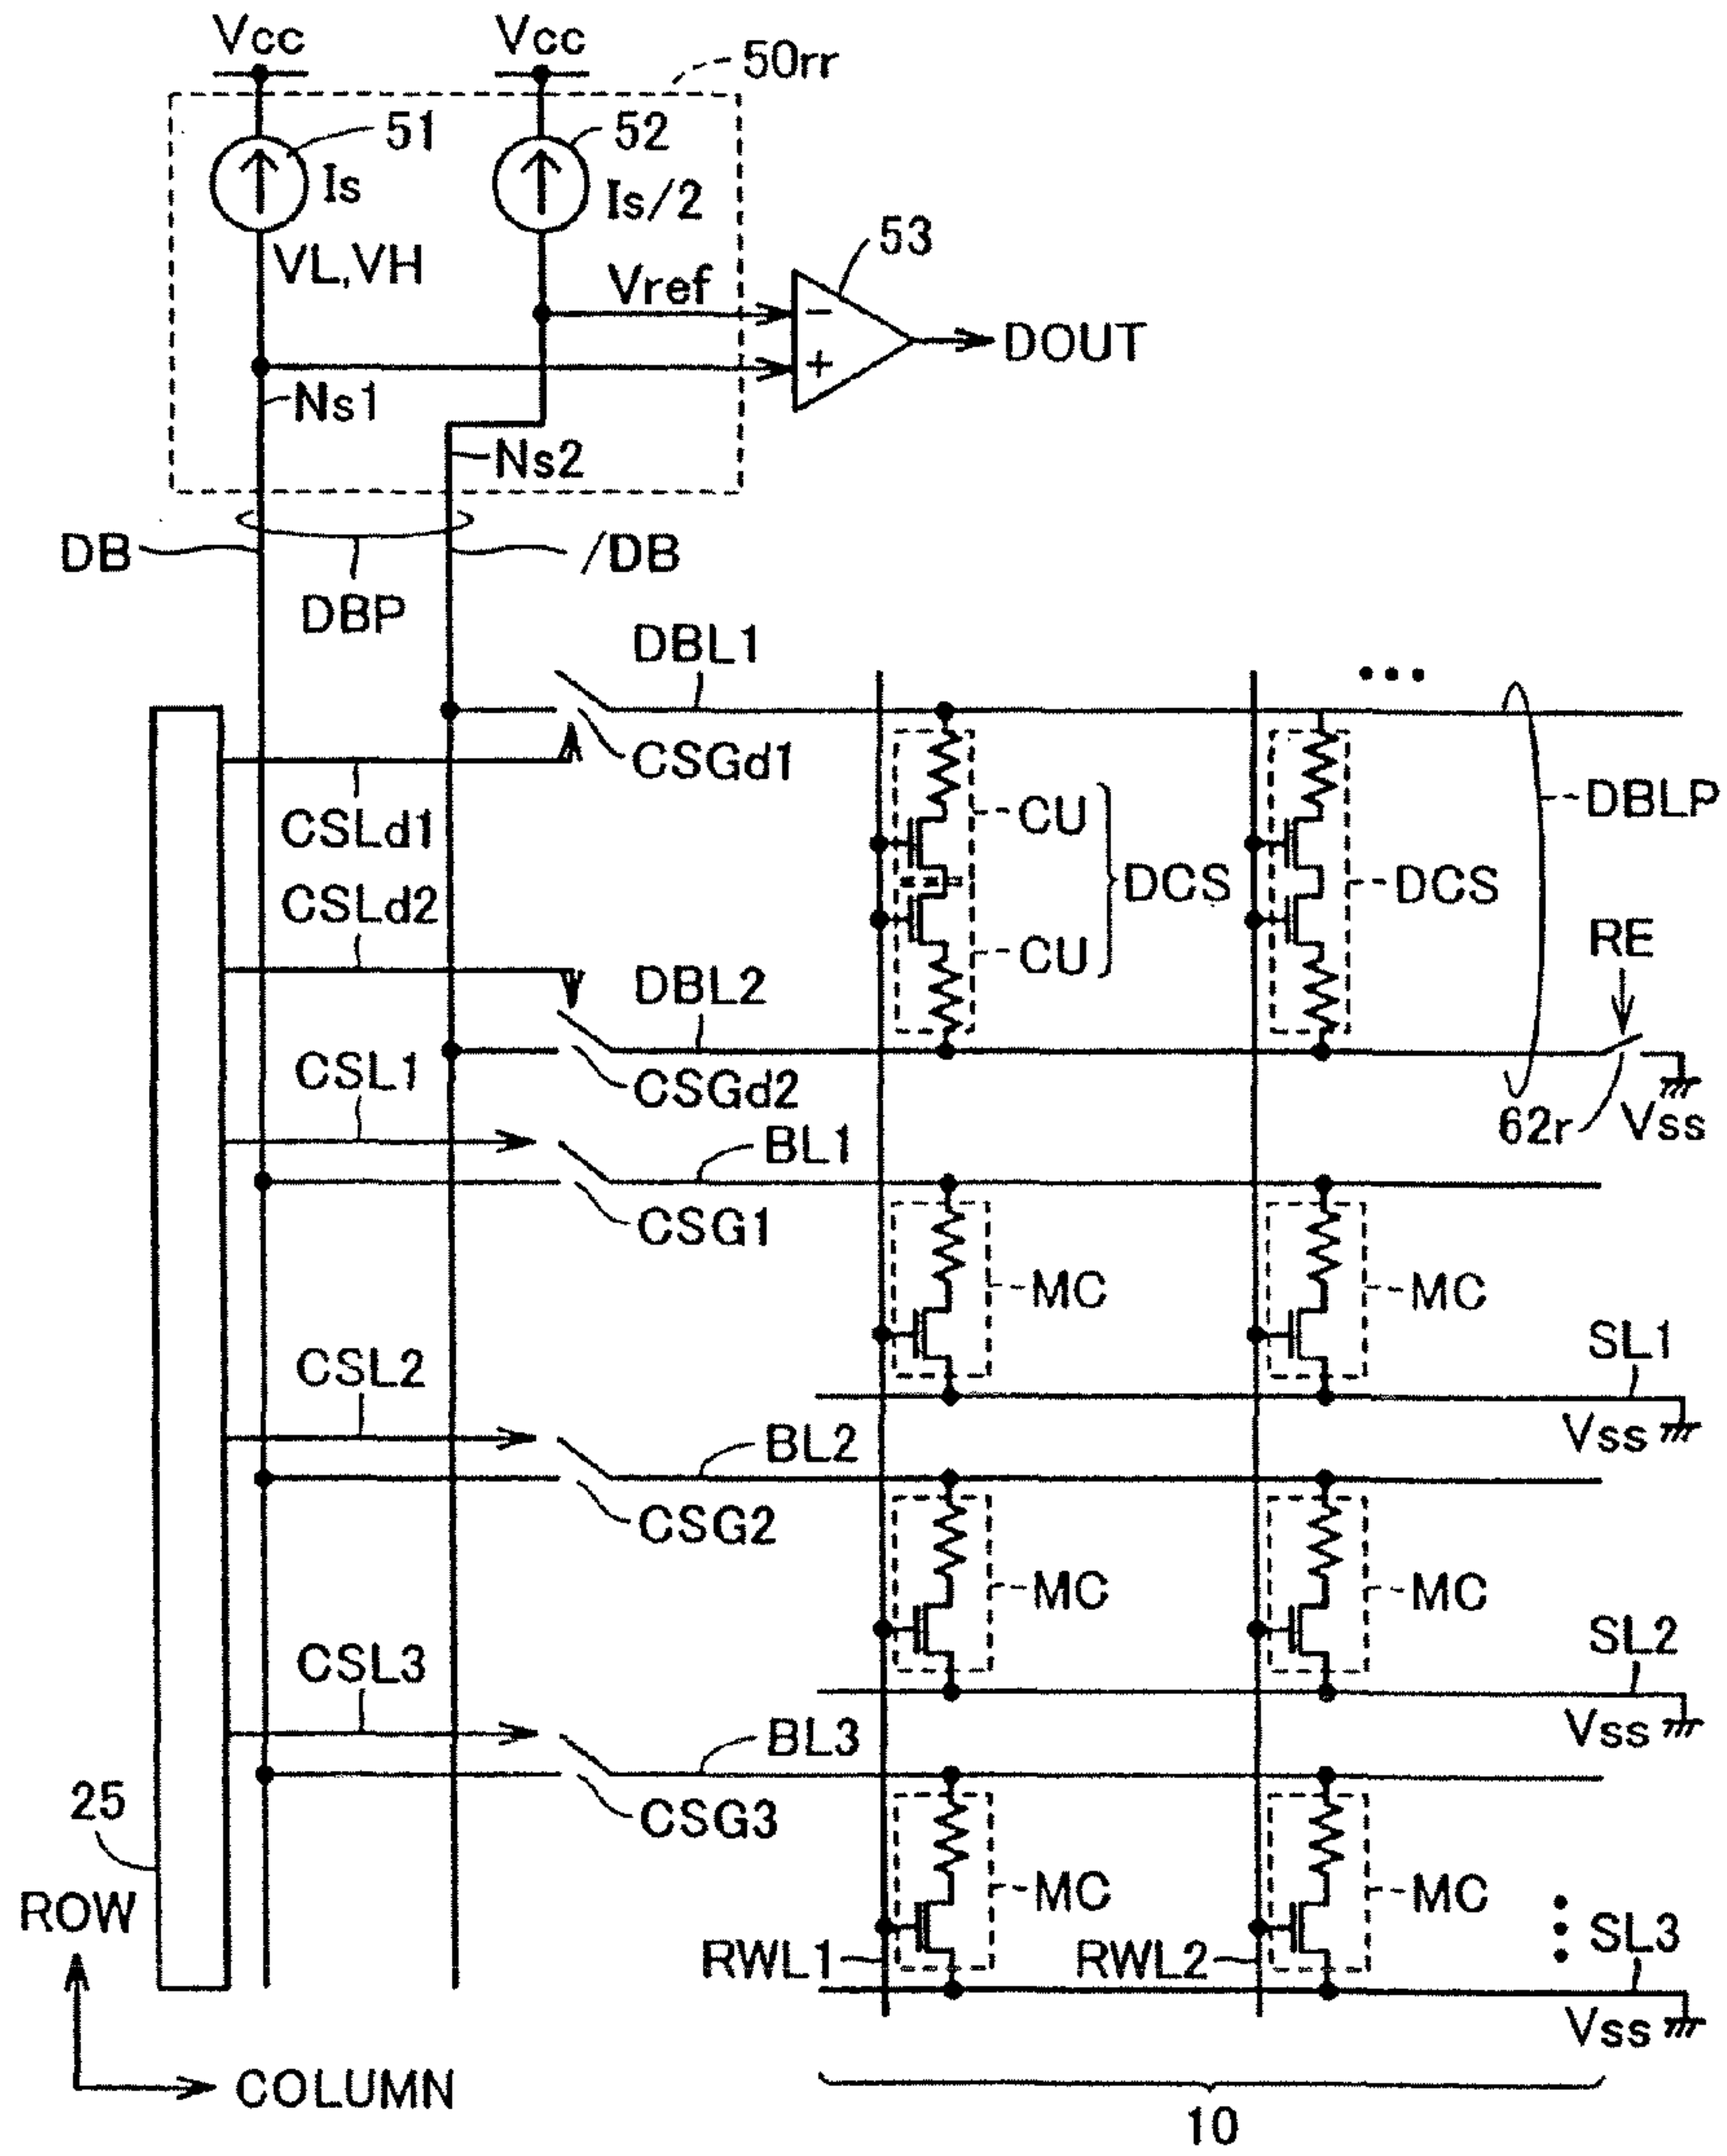 Vcc
Vcc
50rr
51
52
Is
Is/2
VL,VH
53
Vref
−
+
DOUT
Ns1
Ns2
DB
/DB
DBP
DBL1
CSGd1
CSLd1
CU
DCS
DCS
DBLP
CSLd2
CU
RE
DBL2
CSGd2
62r
Vss
CSL1
BL1
CSG1
MC
MC
SL1
Vss
CSL2
BL2
CSG2
MC
MC
SL2
Vss
CSL3
BL3
CSG3
25
MC
MC
ROW
RWL1
RWL2
SL3
Vss
COLUMN
10